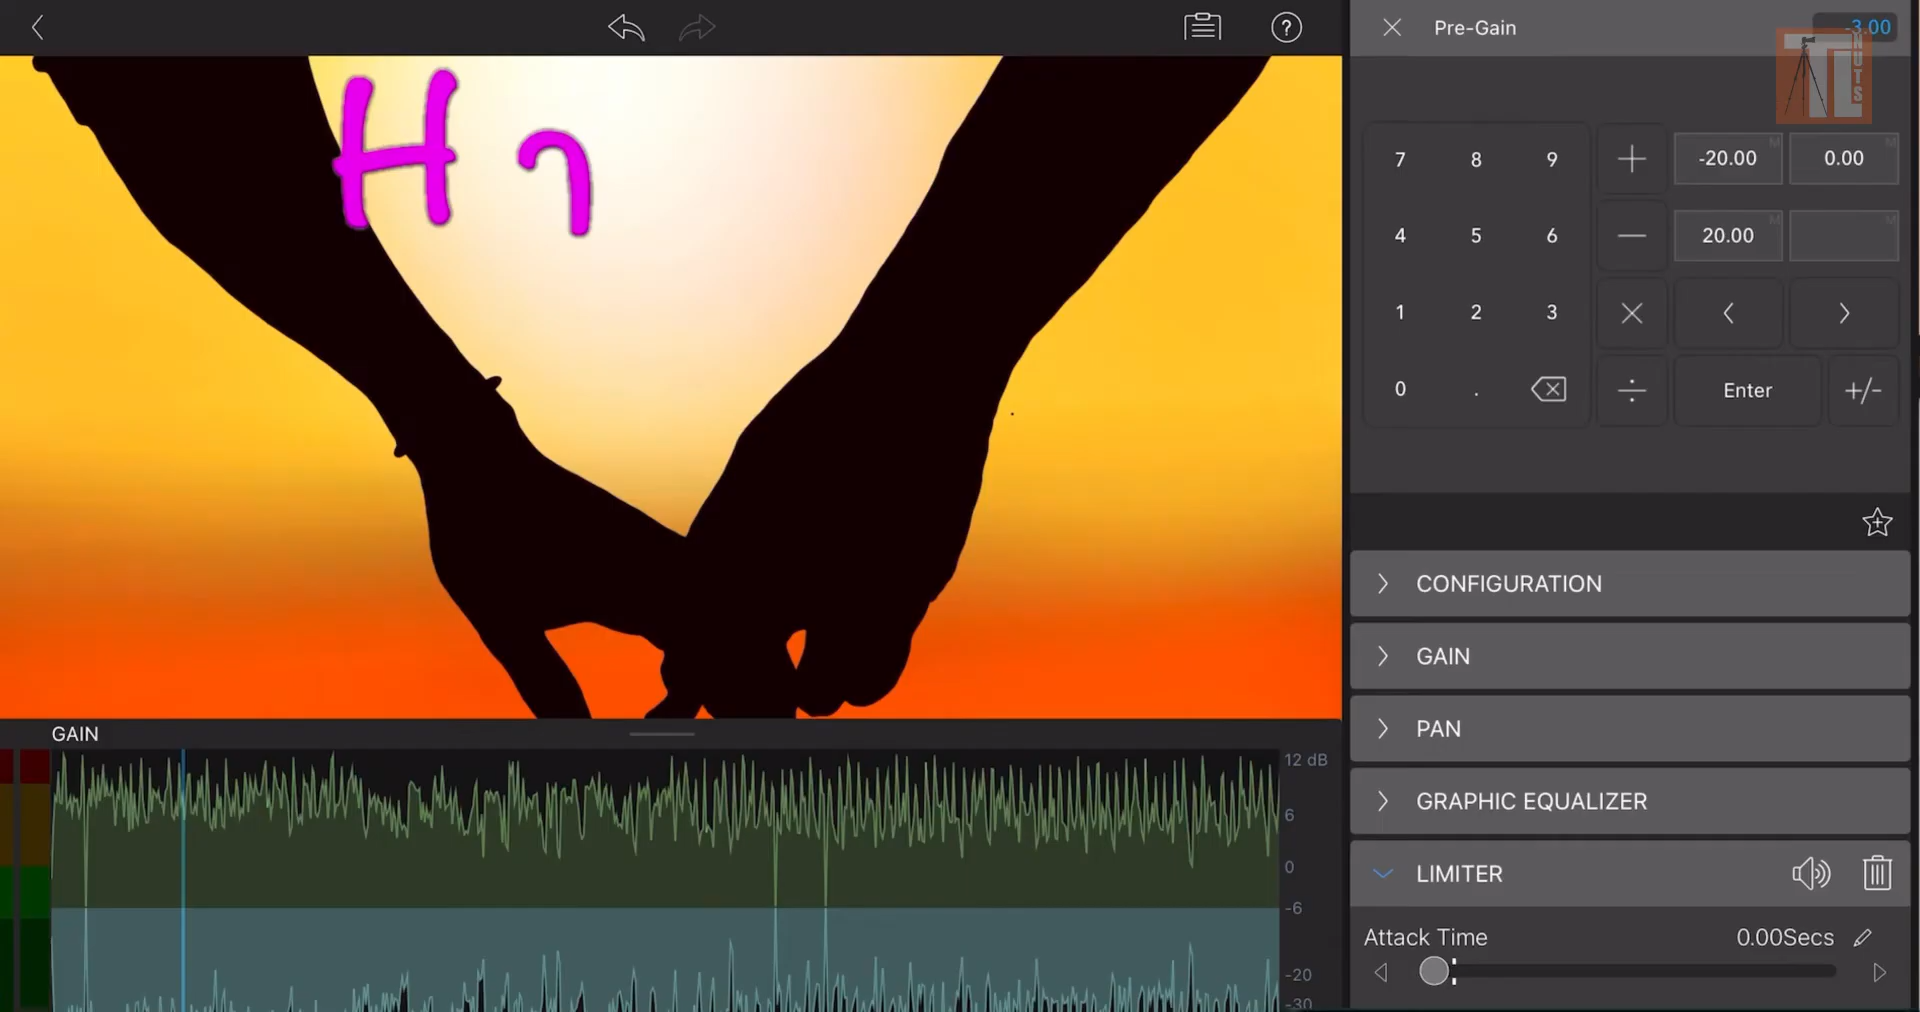 Pre-Gain -3.00
TTL NUTS
H
7 8 9 + -20.00 M 0.00 M
4 5 6 — 20.00 M M
1 2 3 × < >
0 . ÷ Enter +/-
CONFIGURATION
GAIN
PAN
GRAPHIC EQUALIZER
LIMITER
Attack Time 0.00Secs
GAIN
12 dB
6
0
-6
-20
-30